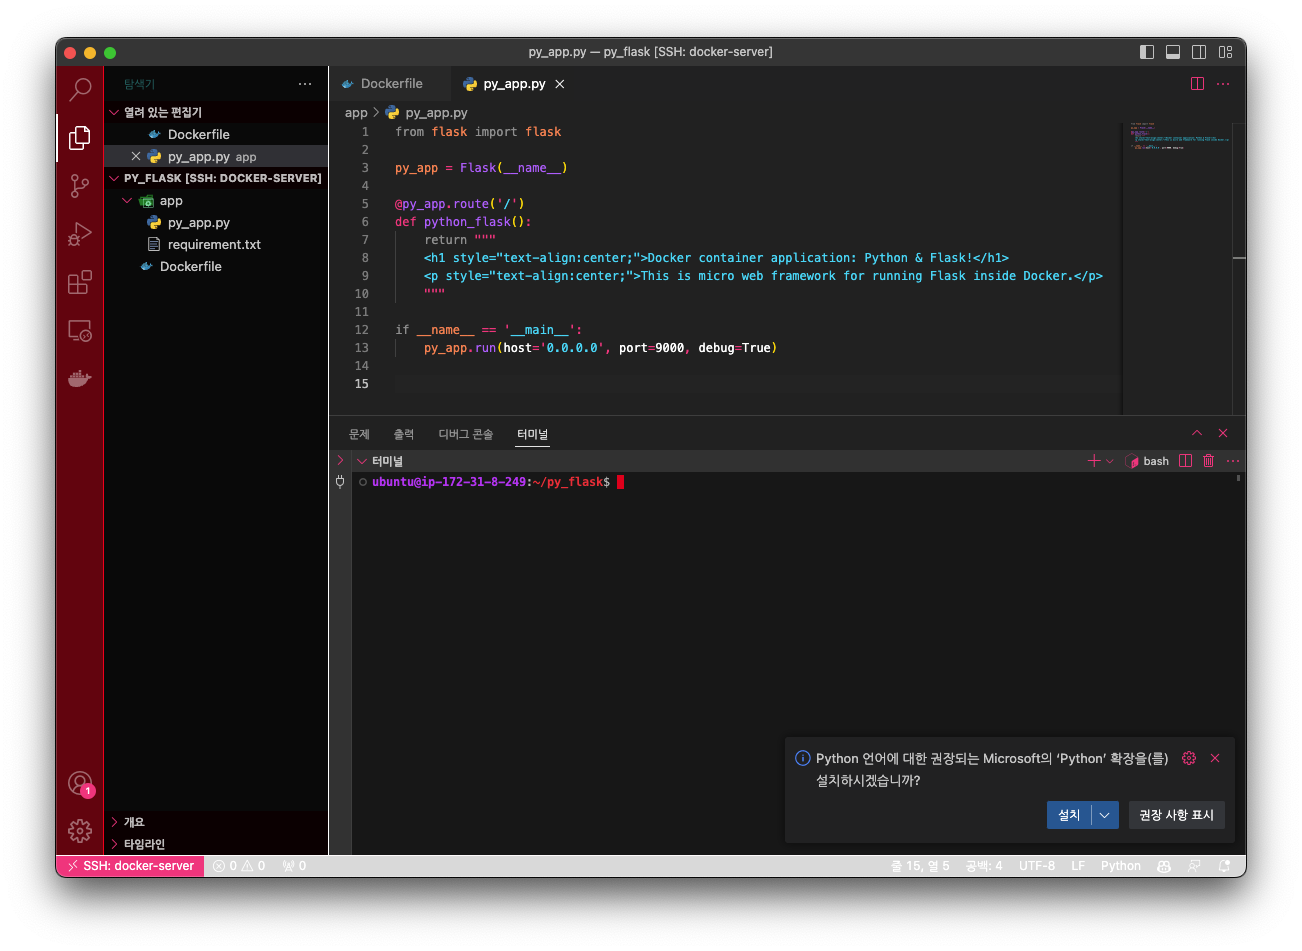 py_app.py — py_flask [SSH: docker-server]
탐색기
열려 있는 편집기
Dockerfile
py_app.py app
PY_FLASK [SSH: DOCKER-SERVER]
app
py_app.py
requirement.txt
Dockerfile
개요
타임라인
Dockerfile
py_app.py
app > py_app.py
1 from flask import flask
2
3 py_app = Flask(__name__)
4
5 @py_app.route('/')
6 def python_flask():
7 return """
8 <h1 style="text-align:center;">Docker container application: Python & Flask!</h1>
9 <p style="text-align:center;">This is micro web framework for running Flask inside Docker.</p>
10 """
11
12 if __name__ == '__main__':
13 py_app.run(host='0.0.0.0', port=9000, debug=True)
14
15
문제 출력 디버그 콘솔 터미널
터미널
bash
ubuntu@ip-172-31-8-249:~/py_flask$
Python 언어에 대한 권장되는 Microsoft의 ‘Python’ 확장을(를)
설치하시겠습니까?
설치
권장 사항 표시
1
SSH: docker-server 0 0 0
줄 15, 열 5 공백: 4 UTF-8 LF Python